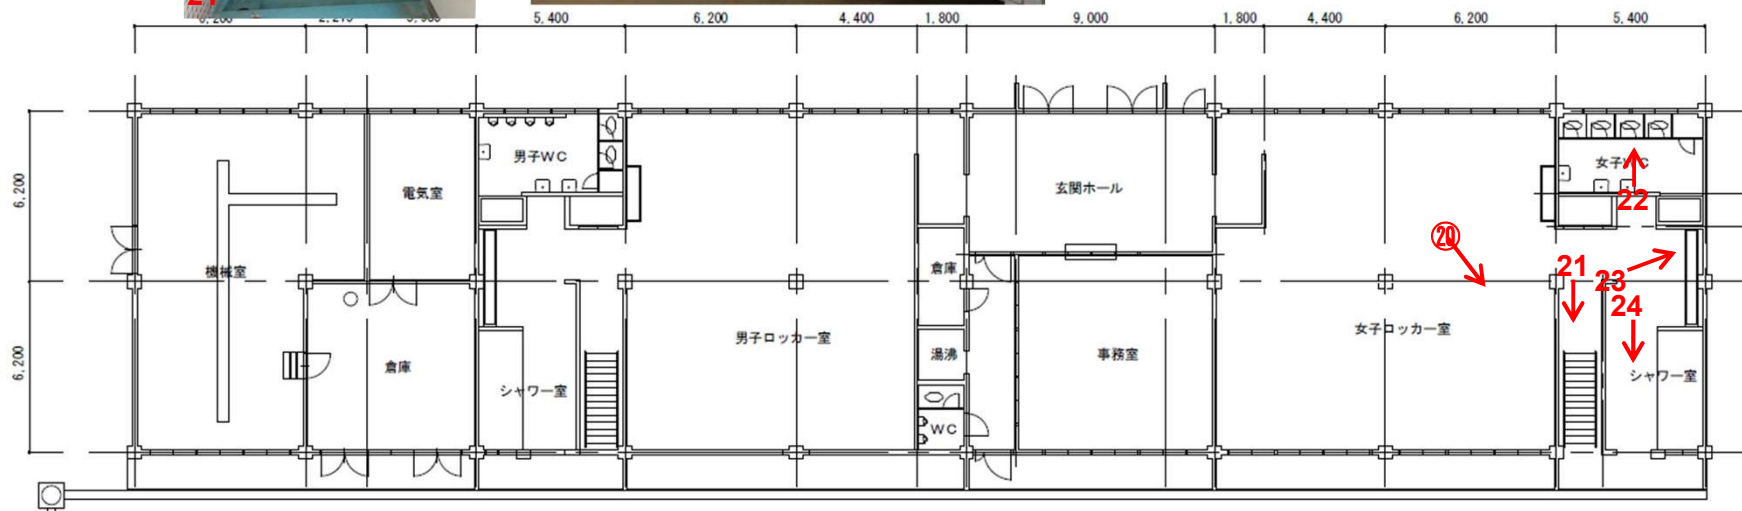 21
5,400
6,200
4,400
1,800
9,000
1,800
4,400
6,200
5,400
6,200
6,200
機械室
電気室
倉庫
男子WC
シャワー室
男子ロッカー室
倉庫
湯沸
WC
玄関ホール
事務室
女子ロッカー室
⑳
女子WC
22
21
23
24
シャワー室